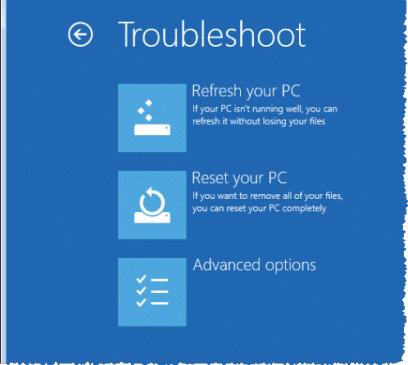 Troubleshoot
Refresh your PC
If your PC isn't running well, you can
refresh it without losing your files
Reset your PC
If you want to remove all of your files,
you can reset your PC completely
Advanced options